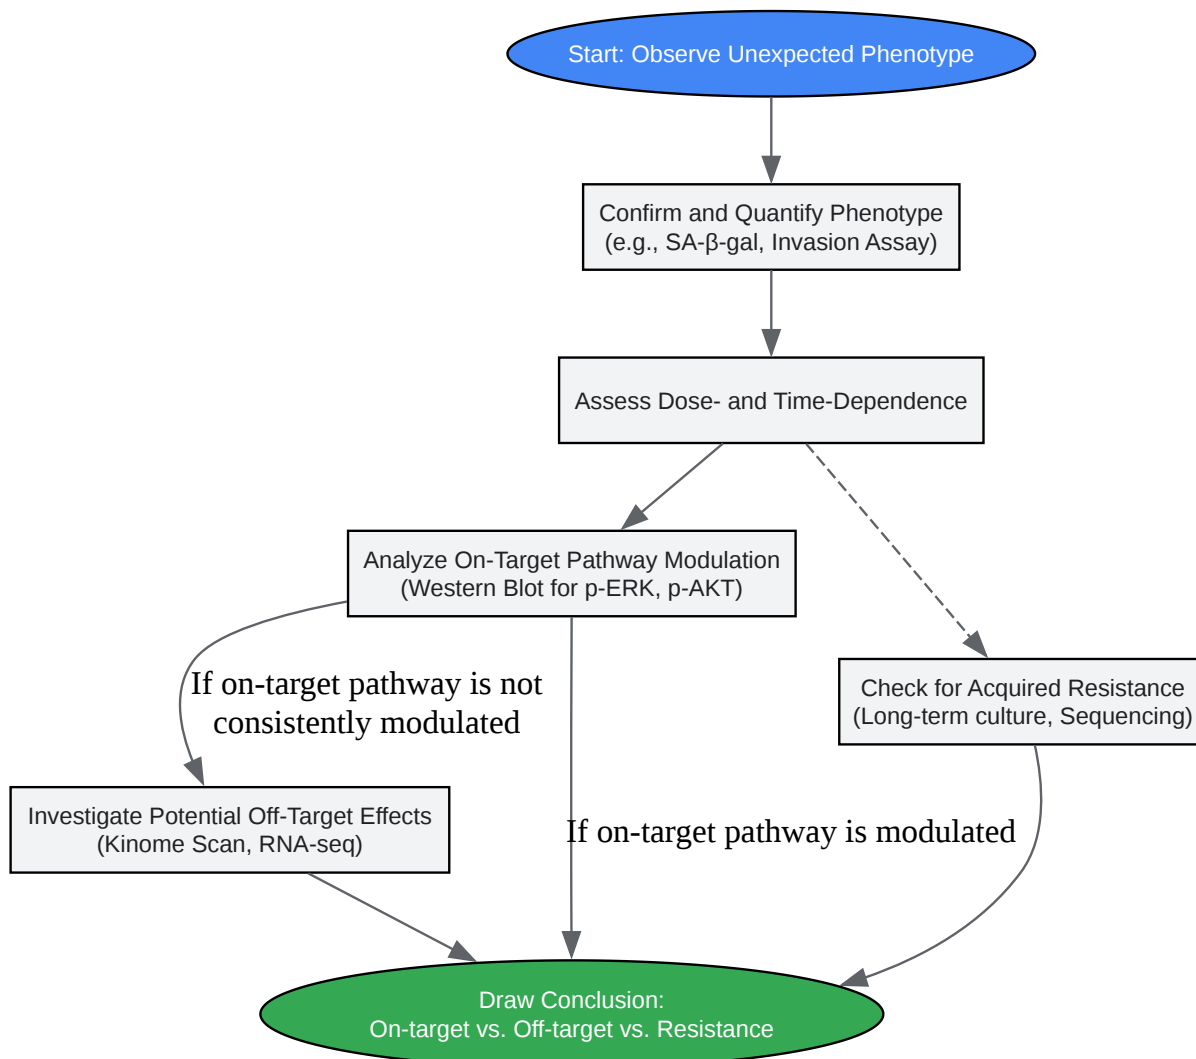 Start: Observe Unexpected Phenotype
Confirm and Quantify Phenotype
(e.g., SA-β-gal, Invasion Assay)
Assess Dose- and Time-Dependence
Analyze On-Target Pathway Modulation
(Western Blot for p-ERK, p-AKT)
If on-target pathway is not
consistently modulated
Check for Acquired Resistance
(Long-term culture, Sequencing)
Investigate Potential Off-Target Effects
(Kinome Scan, RNA-seq)
If on-target pathway is modulated
Draw Conclusion:
On-target vs. Off-target vs. Resistance